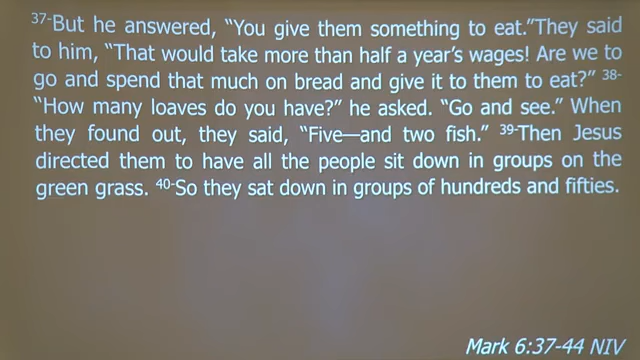 37-But he answered, “You give them something to eat.”They said
to him, “That would take more than half a year’s wages! Are we to
go and spend that much on bread and give it to them to eat?” 38-
“How many loaves do you have?” he asked. “Go and see.” When
they found out, they said, “Five—and two fish.” 39-Then Jesus
directed them to have all the people sit down in groups on the
green grass. 40-So they sat down in groups of hundreds and fifties.
Mark 6:37-44 NIV